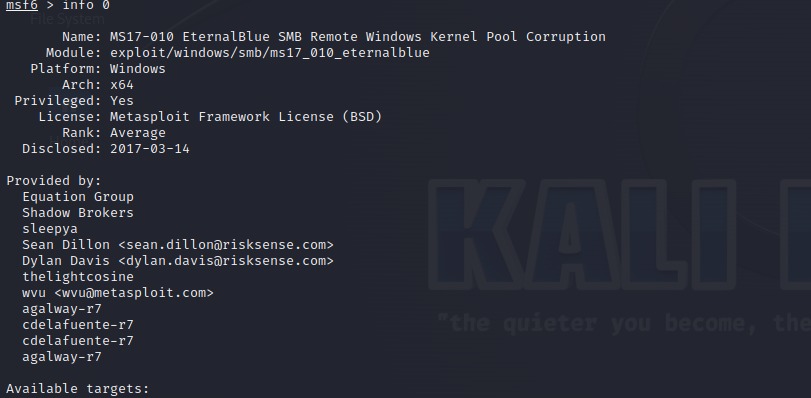 File System
msf6 > info 0
Name: MS17-010 EternalBlue SMB Remote Windows Kernel Pool Corruption
Module: exploit/windows/smb/ms17_010_eternalblue
Platform: Windows
Arch: x64
Privileged: Yes
License: Metasploit Framework License (BSD)
Rank: Average
Disclosed: 2017-03-14
Provided by:
Equation Group
Shadow Brokers
sleepya
Sean Dillon <sean.dillon@risksense.com>
Dylan Davis <dylan.davis@risksense.com>
thelightcosine
wvu <wvu@metasploit.com>
agalway-r7
cdelafuente-r7
cdelafuente-r7
agalway-r7
KALI
"the quieter you become, the
Available targets: